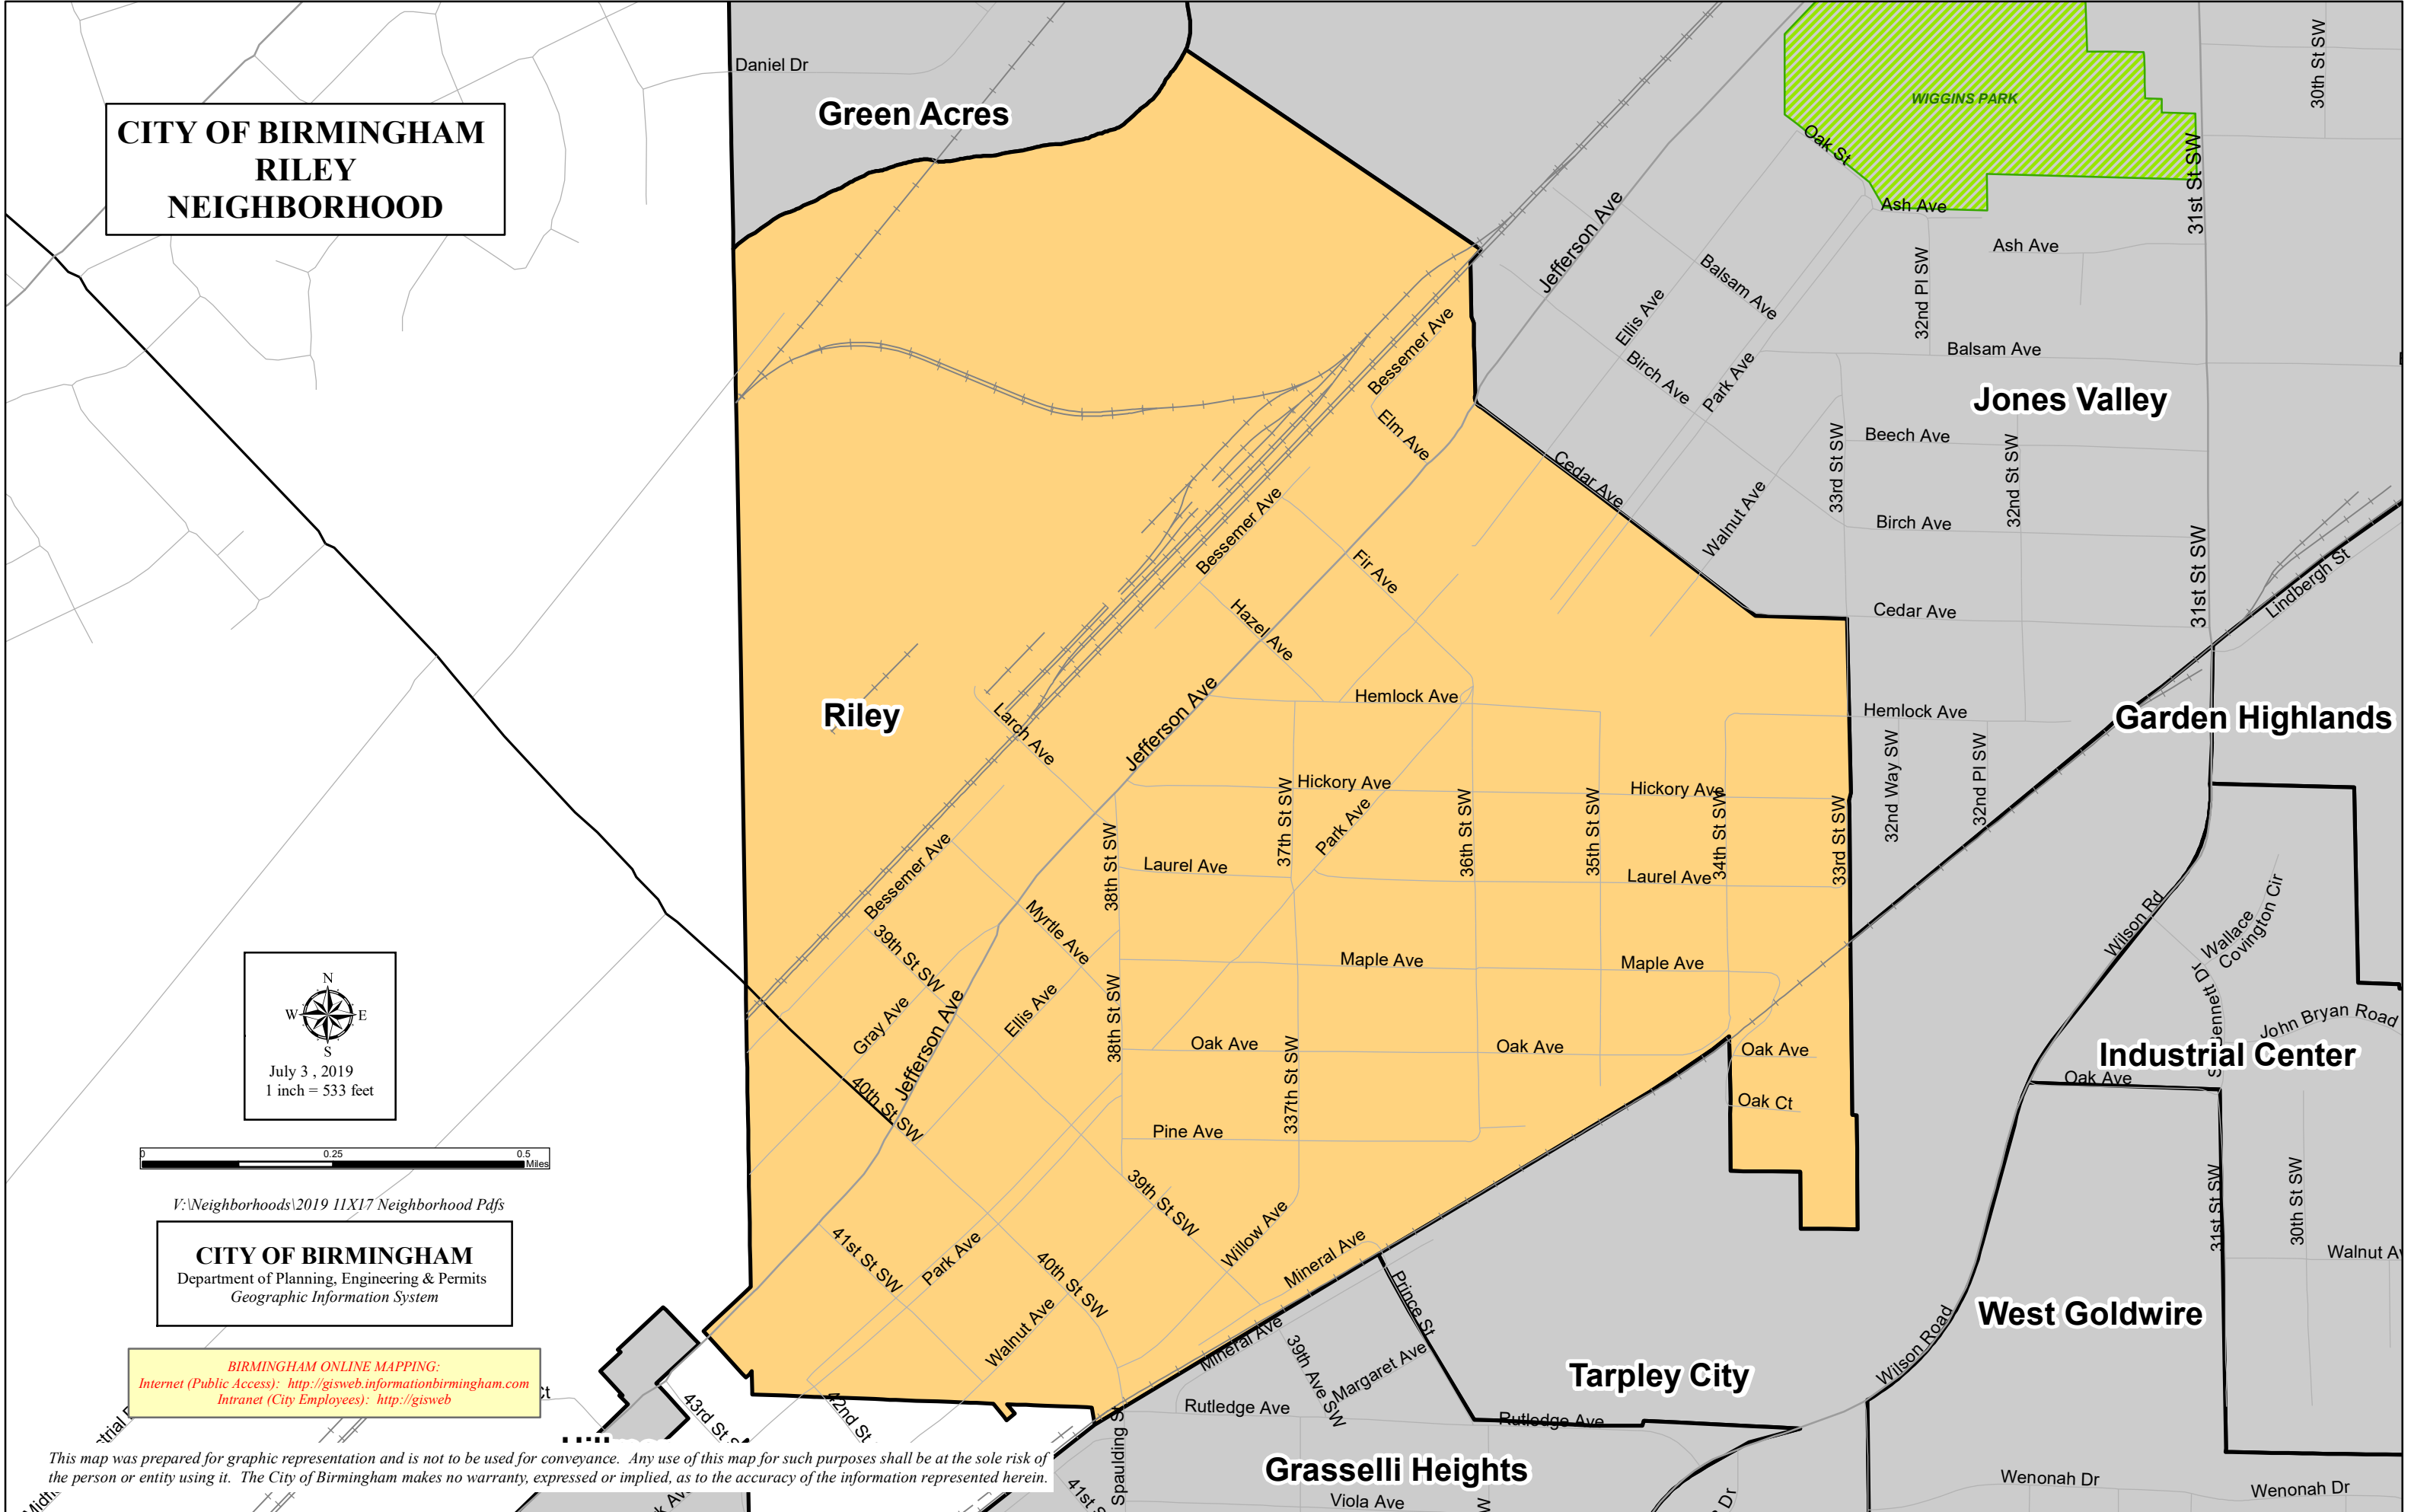 CITY OF BIRMINGHAM
RILEY
NEIGHBORHOOD
Daniel Dr
Green Acres
WIGGINS PARK
30th St SW
Oak St
31st St SW
Ash Ave
Ash Ave
Jefferson Ave
Balsam Ave
32nd Pl SW
Ellis Ave
Bessemer Ave
Balsam Ave
Birch Ave
Park Ave
Jones Valley
Elm Ave
Beech Ave
33rd St SW
32nd St SW
Cedar Ave
Walnut Ave
Bessemer Ave
Birch Ave
31st St SW
Lindbergh St
Fir Ave
Hazel Ave
Cedar Ave
Jefferson Ave
Hemlock Ave
Hemlock Ave
Riley
Larch Ave
Garden Highlands
32nd Way SW
32nd Pl SW
Hickory Ave
Hickory Ave
37th St SW
Park Ave
36th St SW
35th St SW
34th St SW
33rd St SW
38th St SW
Bessemer Ave
Laurel Ave
Laurel Ave
Wilson Rd
Wallace
Covington Cir
Myrtle Ave
39th St SW
Maple Ave
Maple Ave
Gray Ave
Jefferson Ave
Ellis Ave
38th St SW
John Bryan Road
Industrial Center
Oak Ave
Oak Ave
Oak Ave
Oak Ave
N
W
E
S
July 3 , 2019
1 inch = 533 feet
40th St SW
337th St SW
Oak Ct
Pine Ave
0
0.25
0.5
Miles
39th St SW
31st St SW
30th St SW
V:\Neighborhoods\2019 11X17 Neighborhood Pdfs
CITY OF BIRMINGHAM
Department of Planning, Engineering & Permits
Geographic Information System
41st St SW
Park Ave
40th St SW
Willow Ave
Mineral Ave
Walnut
Prince St
West Goldwire
Walnut Ave
Mineral Ave
39th Ave SW
Margaret Ave
Wilson Road
Tarpley City
BIRMINGHAM ONLINE MAPPING:
Internet (Public Access): http://gisweb.informationbirmingham.com
Intranet (City Employees): http://gisweb
Ct
43rd St
42nd St
Rutledge Ave
Rutledge Ave
Spaulding
This map was prepared for graphic representation and is not to be used for conveyance. Any use of this map for such purposes shall be at the sole risk of
the person or entity using it. The City of Birmingham makes no warranty, expressed or implied, as to the accuracy of the information represented herein.
Grasselli Heights
Wenonah Dr
Wenonah Dr
41st
Viola Ave
Dr